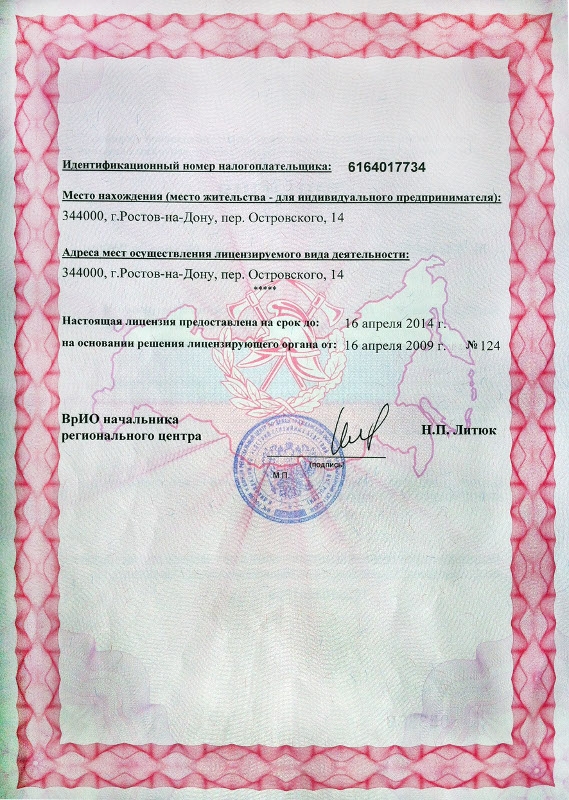 Идентификационный номер налогоплательщика: 6164017734
Место нахождения (место жительства - для индивидуального предпринимателя):
344000, г.Ростов-на-Дону, пер. Островского, 14
Адреса мест осуществления лицензируемого вида деятельности:
344000, г.Ростов-на-Дону, пер. Островского, 14
*****
Настоящая лицензия предоставлена на срок до: 16 апреля 2014 г.
на основании решения лицензирующего органа от: 16 апреля 2009 г. № 124
ВрИО начальника
регионального центра
Н.П. Литюк
(подпись)
М.П.